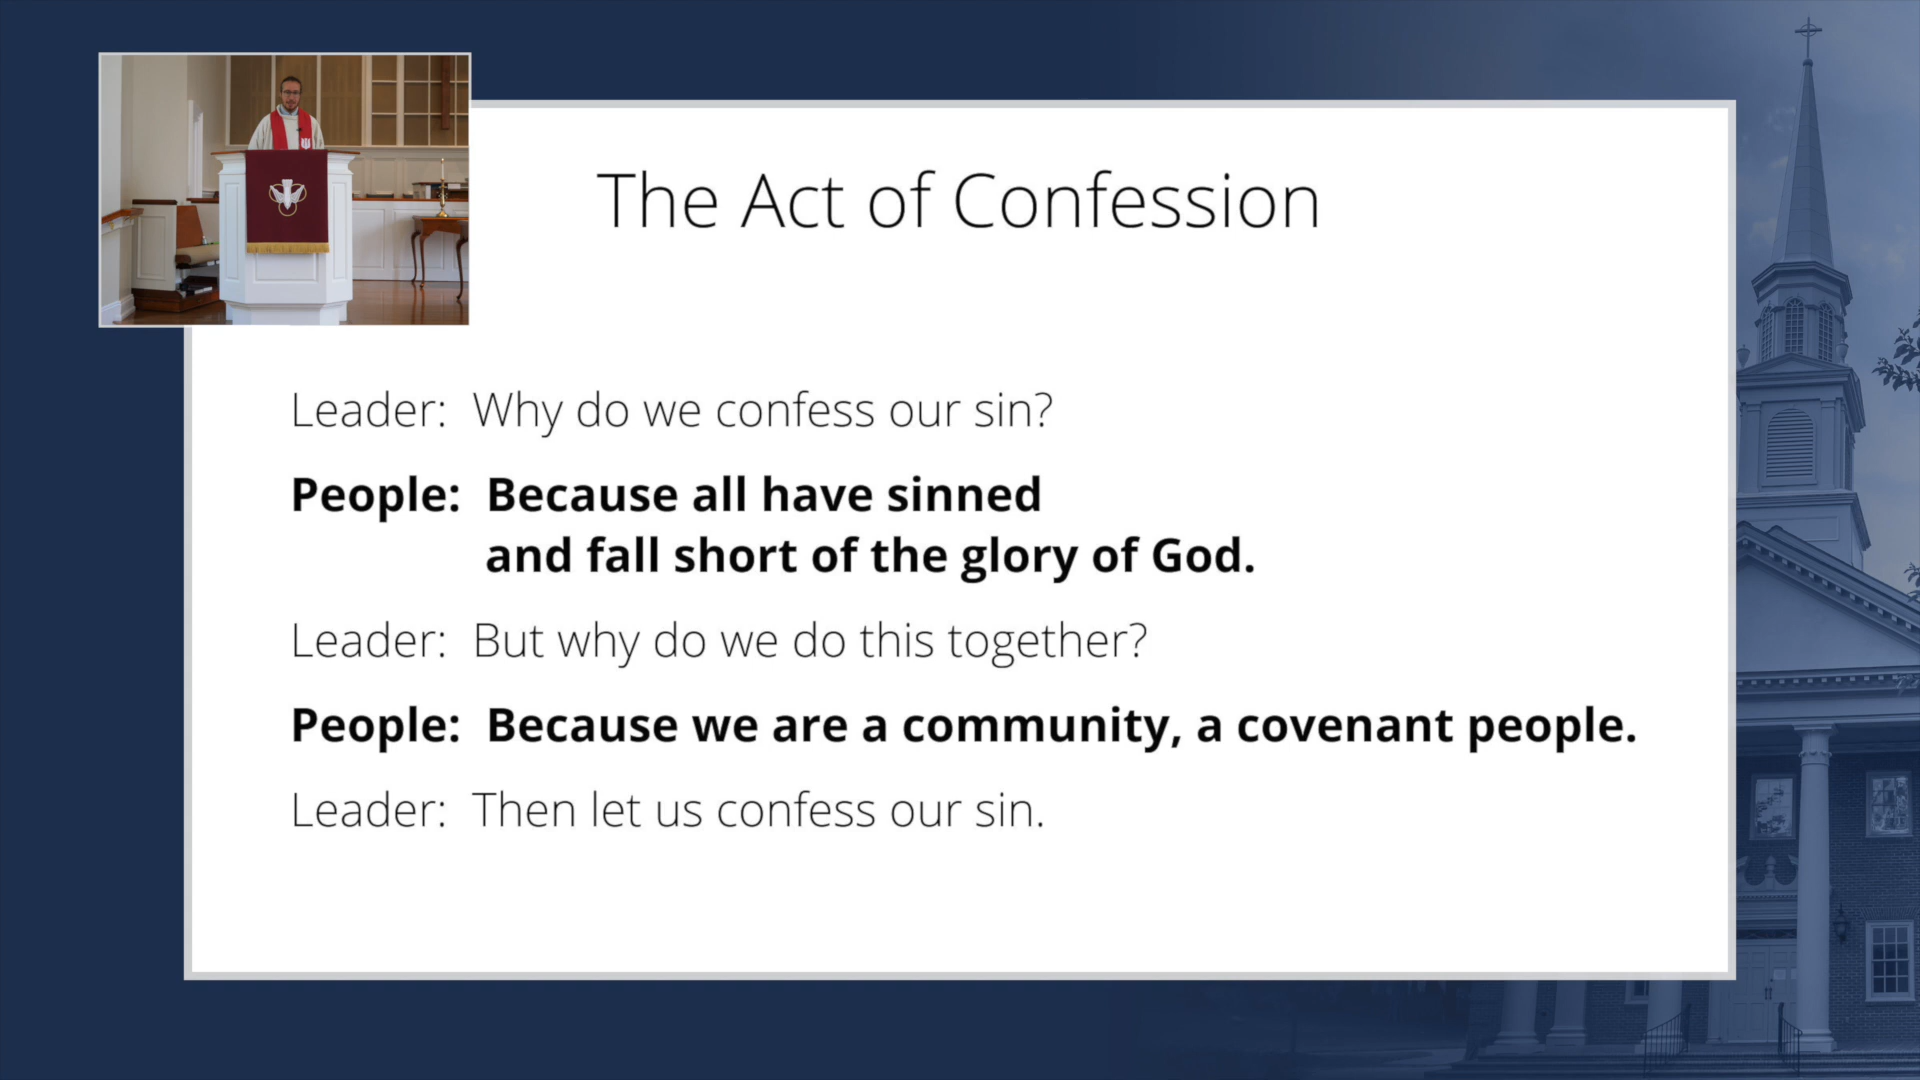 The Act of Confession
Leader: Why do we confess our sin?
People: Because all have sinned
and fall short of the glory of God.
Leader: But why do we do this together?
People: Because we are a community, a covenant people.
Leader: Then let us confess our sin.